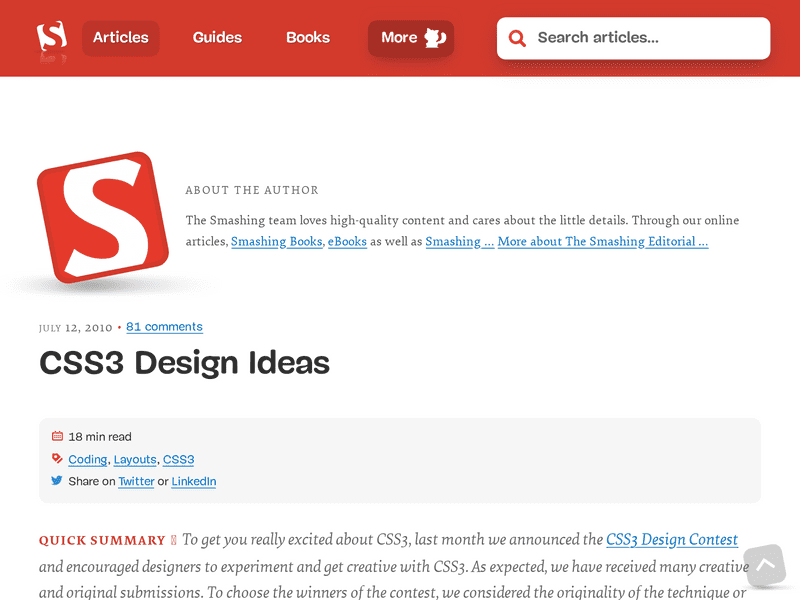 Articles
Guides
Books
More
Search articles...
ABOUT THE AUTHOR
The Smashing team loves high-quality content and cares about the little details. Through our online
articles, Smashing Books, eBooks as well as Smashing ... More about The Smashing Editorial ...
JULY 12, 2010 • 81 comments
CSS3 Design Ideas
18 min read
Coding, Layouts, CSS3
Share on Twitter or LinkedIn
QUICK SUMMARY To get you really excited about CSS3, last month we announced the CSS3 Design Contest
and encouraged designers to experiment and get creative with CSS3. As expected, we have received many creative
and original submissions. To choose the winners of the contest, we considered the originality of the technique or